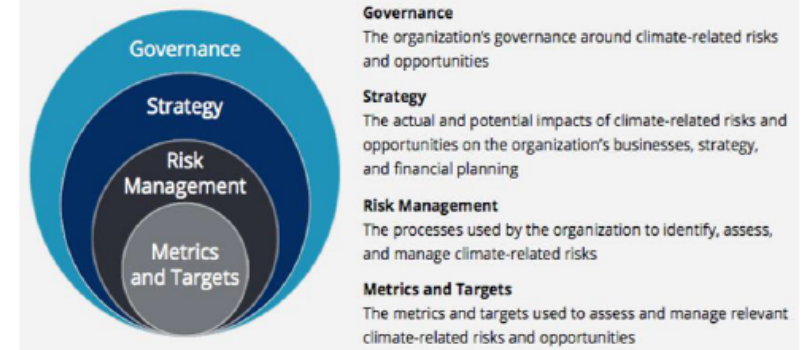 Governance
Strategy
Risk
Management
Metrics
and Targets
Governance
The organization's governance around climate-related risks
and opportunities
Strategy
The actual and potential impacts of climate-related risks and
opportunities on the organization's businesses, strategy,
and financial planning
Risk Management
The processes used by the organization to identify, assess,
and manage climate-related risks
Metrics and Targets
The metrics and targets used to assess and manage relevant
climate-related risks and opportunities